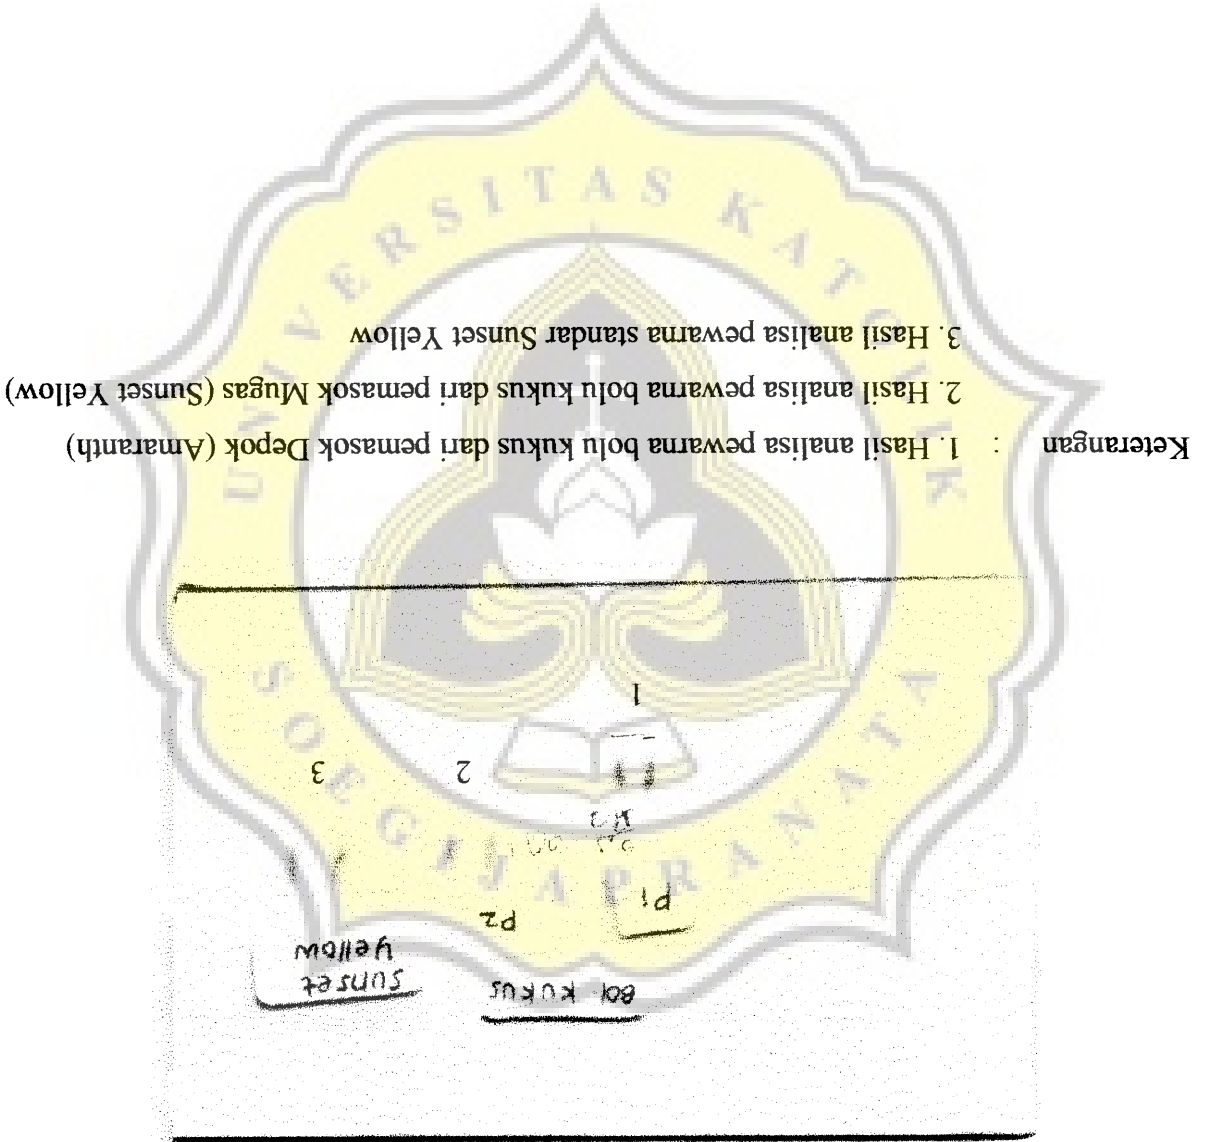 Bol kukus
sunset
yellow
P1
P2
1
2
3
Keterangan : 1. Hasil analisa pewarna bolu kukus dari pemasok Depok (Amaranth)
2. Hasil analisa pewarna bolu kukus dari pemasok Mugas (Sunset Yellow)
3. Hasil analisa pewarna standar Sunset Yellow
UNIVERSITAS KATOLIK
SOEGIJAPRANATA